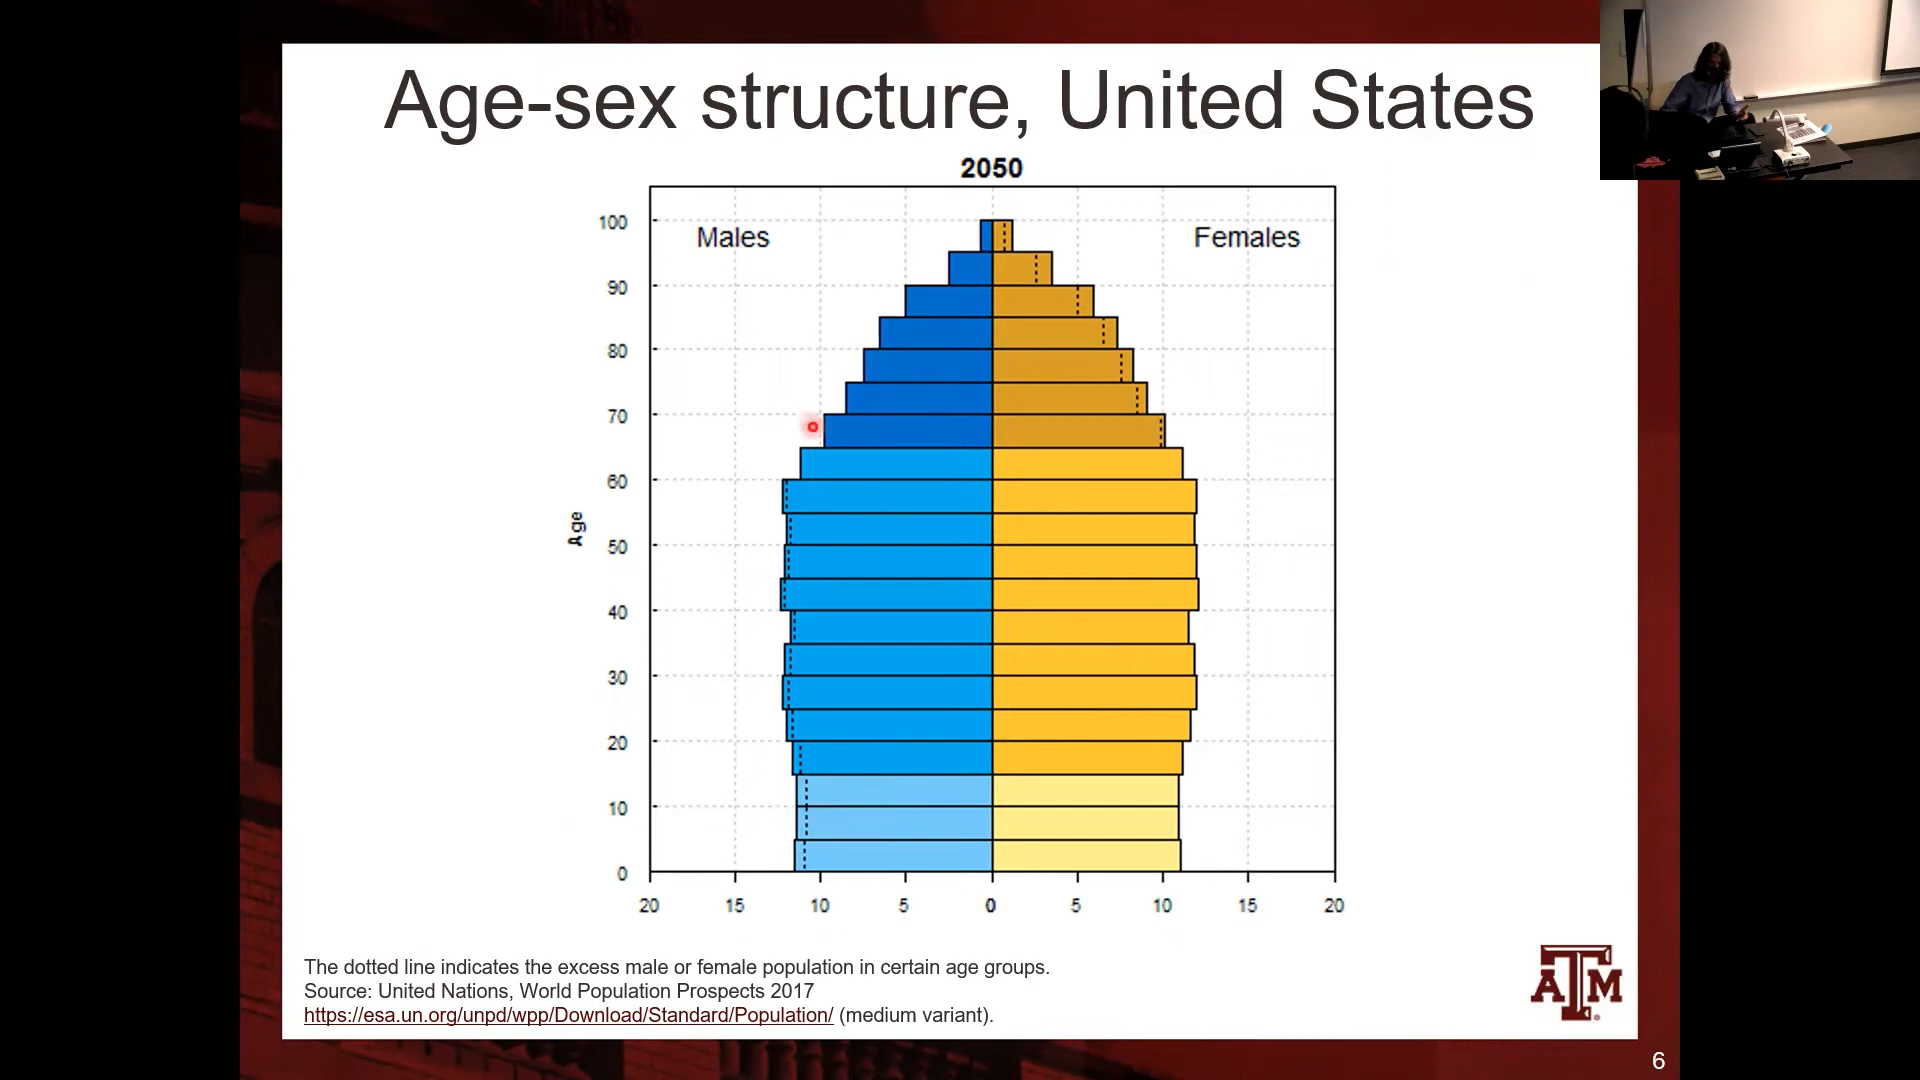 Age-sex structure, United States
2050
Males
Females
100
90
80
70
60
50
40
30
20
10
0
Age
20 15 10 5 0 5 10 15 20
The dotted line indicates the excess male or female population in certain age groups.
Source: United Nations, World Population Prospects 2017
https://esa.un.org/unpd/wpp/Download/Standard/Population/ (medium variant).
ATM
6